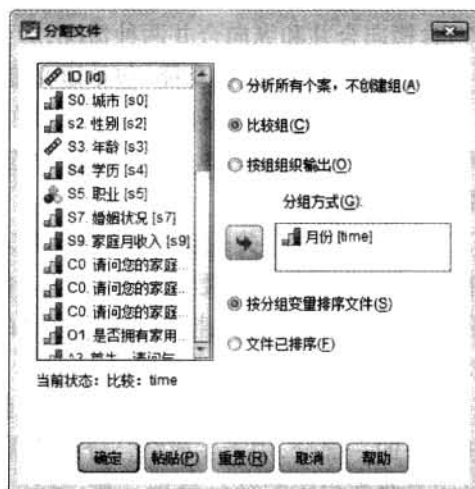 分割文件
ID [id]
S0. 城市 [s0]
s2. 性别 [s2]
S3. 年龄 [s3]
S4 学历 [s4]
S5. 职业 [s5]
S7. 婚姻状况 [s7]
S9. 家庭月收入 [s9]
C0. 请问您的家庭...
C0. 请问您的家庭...
C0. 请问您的家庭...
O1. 是否拥有家用...
分析所有个案，不创建组(A)
比较组(C)
按组组织输出(O)
分组方式(G):
月份 [time]
按分组变量排序文件(S)
文件已排序(F)
当前状态：比较：time
确定
粘贴(P)
重置(R)
取消
帮助